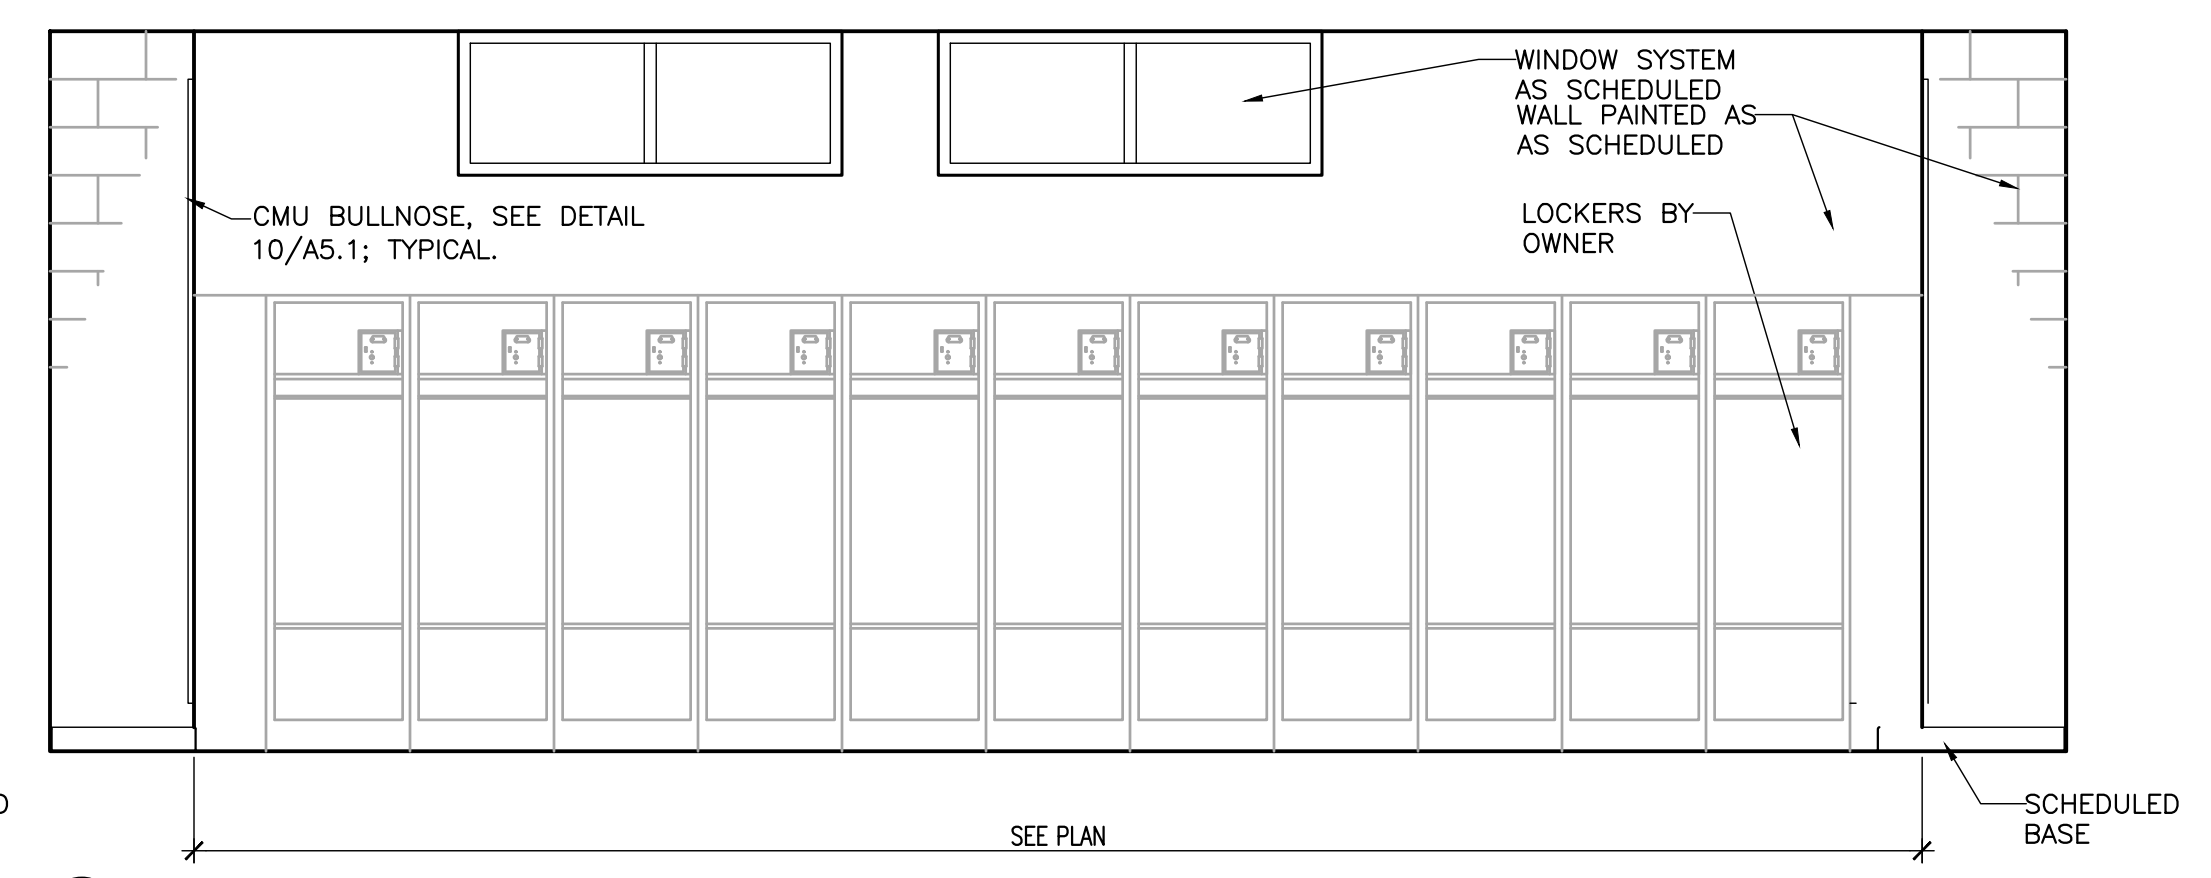 WINDOW SYSTEM
AS SCHEDULED
WALL PAINTED AS
AS SCHEDULED
CMU BULLNOSE, SEE DETAIL
10/A5.1; TYPICAL.
LOCKERS BY
OWNER
SCHEDULED
BASE
SEE PLAN